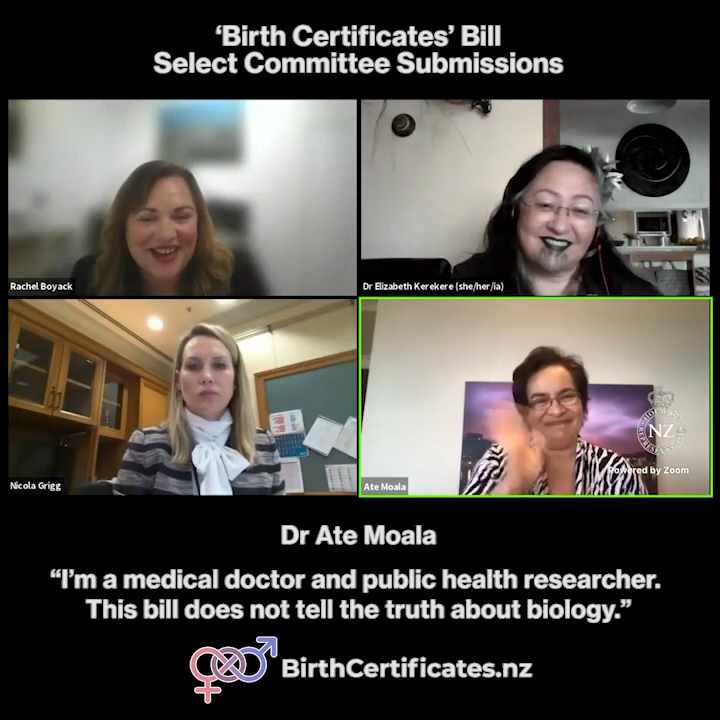 ‘Birth Certificates’ Bill
Select Committee Submissions
Rachel Boyack
Dr Elizabeth Kerekere (she/her/ia)
Nicola Grigg
NZ
Powered by Zoom
Ate Moala
Dr Ate Moala
“I’m a medical doctor and public health researcher.
This bill does not tell the truth about biology.”
BirthCertificates.nz